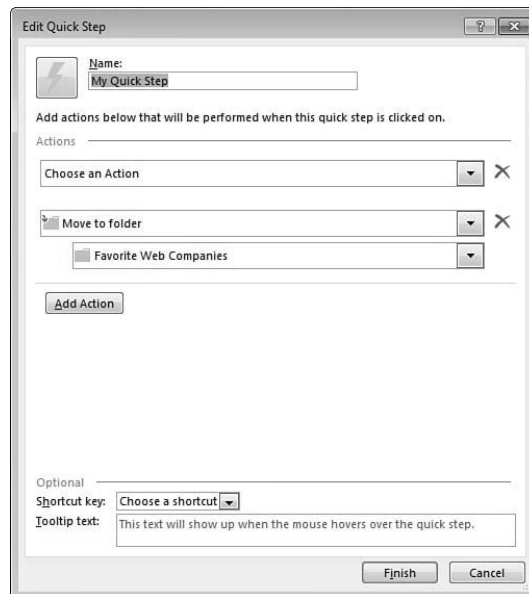 Edit Quick Step
Name:
My Quick Step
Add actions below that will be performed when this quick step is clicked on.
Actions
Choose an Action
Move to folder
Favorite Web Companies
Add Action
Optional
Shortcut key: Choose a shortcut
Tooltip text: This text will show up when the mouse hovers over the quick step.
Finish Cancel